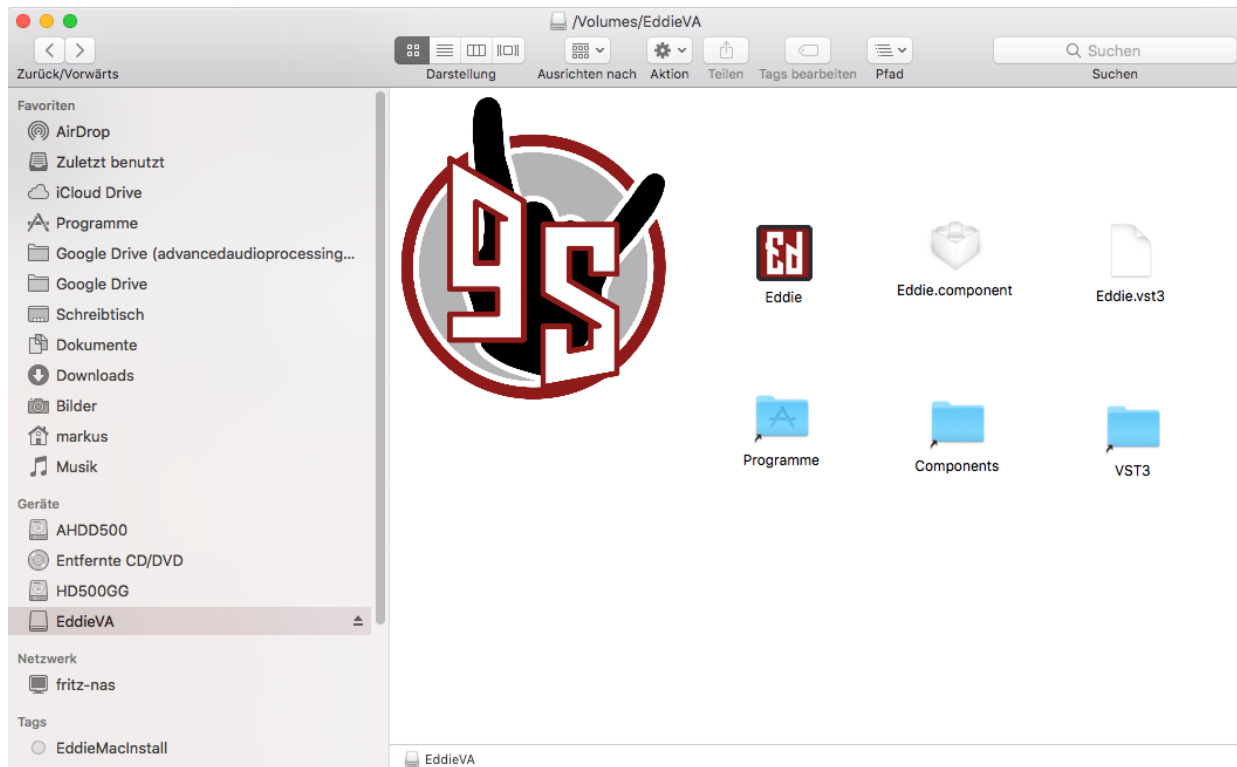 /Volumes/EddieVA
Zurück/Vorwärts
Darstellung
Ausrichten nach
Aktion
Teilen
Tags bearbeiten
Pfad
Suchen
Suchen
Favoriten
AirDrop
Zuletzt benutzt
iCloud Drive
Programme
Google Drive (advancedaudioprocessing...
Google Drive
Schreibtisch
Dokumente
Downloads
Bilder
markus
Musik
Geräte
AHDD500
Entfernte CD/DVD
HD500GG
EddieVA
Netzwerk
fritz-nas
Tags
EddieMacInstall
gs
Ed
Eddie
Eddie.component
Eddie.vst3
Programme
Components
VST3
EddieVA